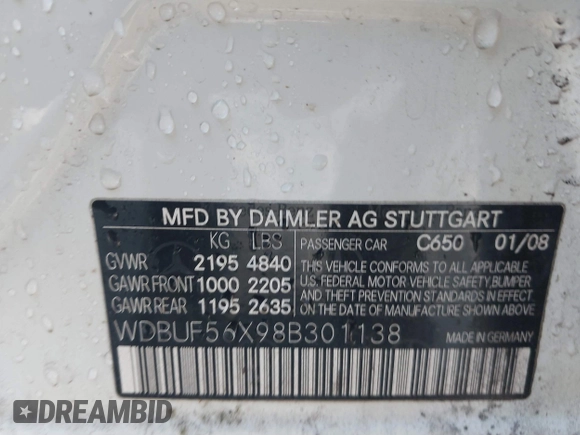 MFD BY DAIMLER AG STUTTGART
KG LBS PASSENGER CAR C650 01/08
GVWR 2195 4840 THIS VEHICLE CONFORMS TO ALL APPLICABLE
GAWR FRONT 1000 2205 U.S. FEDERAL MOTOR VEHICLE SAFETY, BUMPER
GAWR REAR 1195 2635 AND THEFT PREVENTION STANDARDS IN EFFECT
ON THE DATE OF MANUFACTURE SHOWN ABOVE
WDBUF56X98B301138
MADE IN GERMANY
DREAMBID